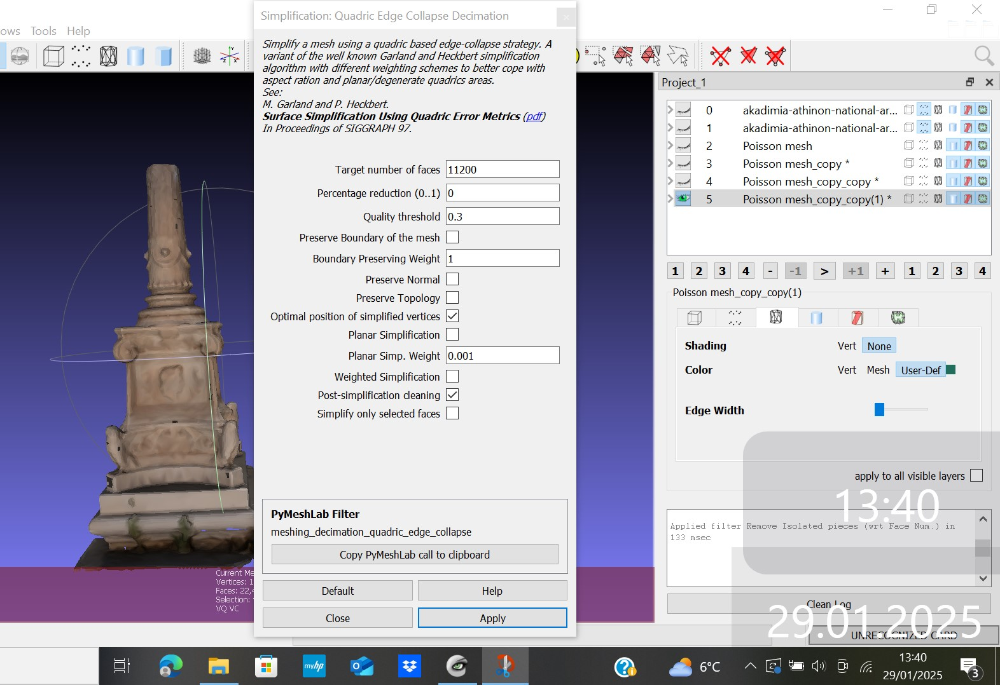 Simplification: Quadric Edge Collapse Decimation
ows Tools Help
Simplify a mesh using a quadric based edge-collapse strategy. A
variant of the well known Garland and Heckbert simplification
algorithm with different weighting schemes to better cope with
aspect ration and planar/degenerate quadrics areas.
See:
M. Garland and P. Heckbert.
Surface Simplification Using Quadric Error Metrics (pdf)
In Proceedings of SIGGRAPH 97.
Target number of faces 11200
Percentage reduction (0..1) 0
Quality threshold 0.3
Preserve Boundary of the mesh
Boundary Preserving Weight 1
Preserve Normal
Preserve Topology
Optimal position of simplified vertices
Planar Simplification
Planar Simp. Weight 0.001
Weighted Simplification
Post-simplification cleaning
Simplify only selected faces
PyMeshLab Filter
meshing_decimation_quadric_edge_collapse
Copy PyMeshLab call to clipboard
Default Help
Close Apply
Current Me
Vertices: 1
Faces: 22,4
Selection:
VQ VC
Project_1
0 akadimia-athinon-national-ar...
1 akadimia-athinon-national-ar...
2 Poisson mesh
3 Poisson mesh_copy *
4 Poisson mesh_copy_copy *
5 Poisson mesh_copy_copy(1) *
1 2 3 4 - -1 > +1 + 1 2 3 4
Poisson mesh_copy_copy(1)
Shading Vert None
Color Vert Mesh User-Def
Edge Width
apply to all visible layers
13:40
Applied filter Remove Isolated pieces (wrt Face Num.) in
133 msec
Clean Log
29.01.2025
UNRECOGNIZED CARD
myhp
6°C
13:40
29/01/2025
3